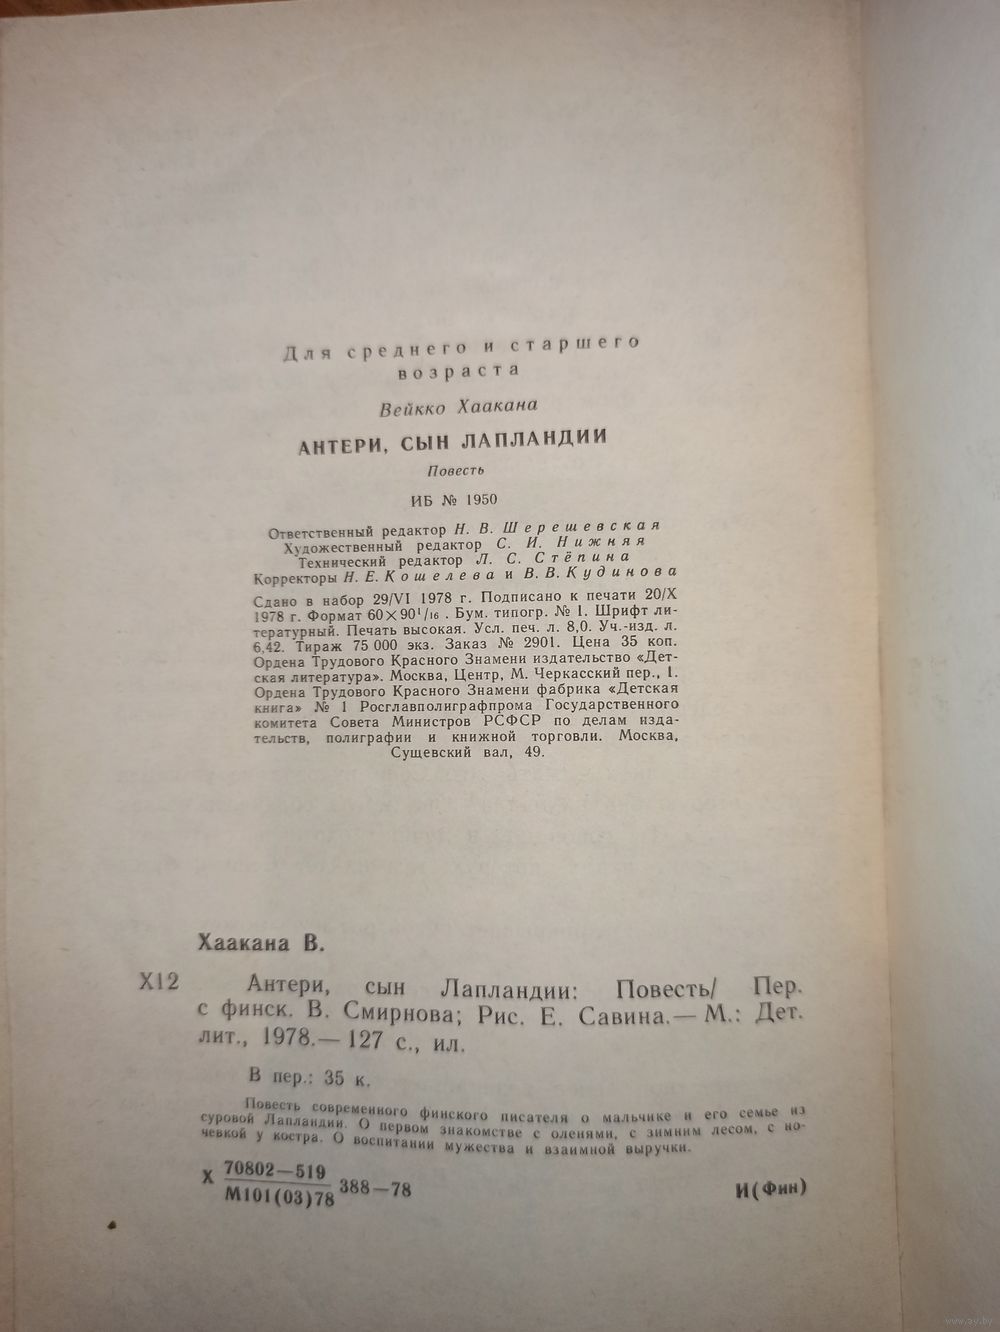 Для среднего и старшего
возраста
Вейкко Хаакана
АНТЕРИ, СЫН ЛАПЛАНДИИ
Повесть
ИБ № 1950
Ответственный редактор Н. В. Шерешевская
Художественный редактор С. И. Нижняя
Технический редактор Л. С. Стёпина
Корректоры Н. Е. Кошелева и В. В. Кудинова
Сдано в набор 29/VI 1978 г. Подписано к печати 20/X
1978 г. Формат 60×90¹/₁₆. Бум. типогр. № 1. Шрифт ли-
тературный. Печать высокая. Усл. печ. л. 8,0. Уч.-изд. л.
6,42. Тираж 75 000 экз. Заказ № 2901. Цена 35 коп.
Ордена Трудового Красного Знамени издательство «Дет-
ская литература». Москва, Центр, М. Черкасский пер., 1.
Ордена Трудового Красного Знамени фабрика «Детская
книга» № 1 Росглавполиграфпрома Государственного
комитета Совета Министров РСФСР по делам изда-
тельств, полиграфии и книжной торговли. Москва,
Сущевский вал, 49.
Хаакана В.
Х12 Антери, сын Лапландии: Повесть/ Пер.
с финск. В. Смирнова; Рис. Е. Савина.— М.: Дет.
лит., 1978.— 127 с., ил.
В пер.: 35 к.
Повесть современного финского писателя о мальчике и его семье из
суровой Лапландии. О первом знакомстве с оленями, с зимним лесом, с но-
чевкой у костра. О воспитании мужества и взаимной выручки.
Х 70802—519
М101(03)78 388—78
И(Фин)
www.ay.by